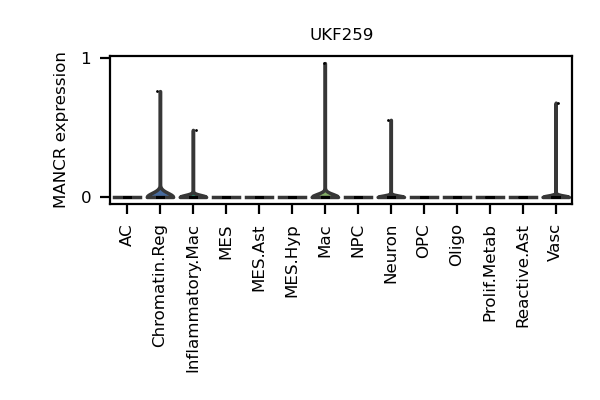 UKF259
MANCR expression
1
0
AC
Chromatin.Reg
Inflammatory.Mac
MES
MES.Ast
MES.Hyp
Mac
NPC
Neuron
OPC
Oligo
Prolif.Metab
Reactive.Ast
Vasc